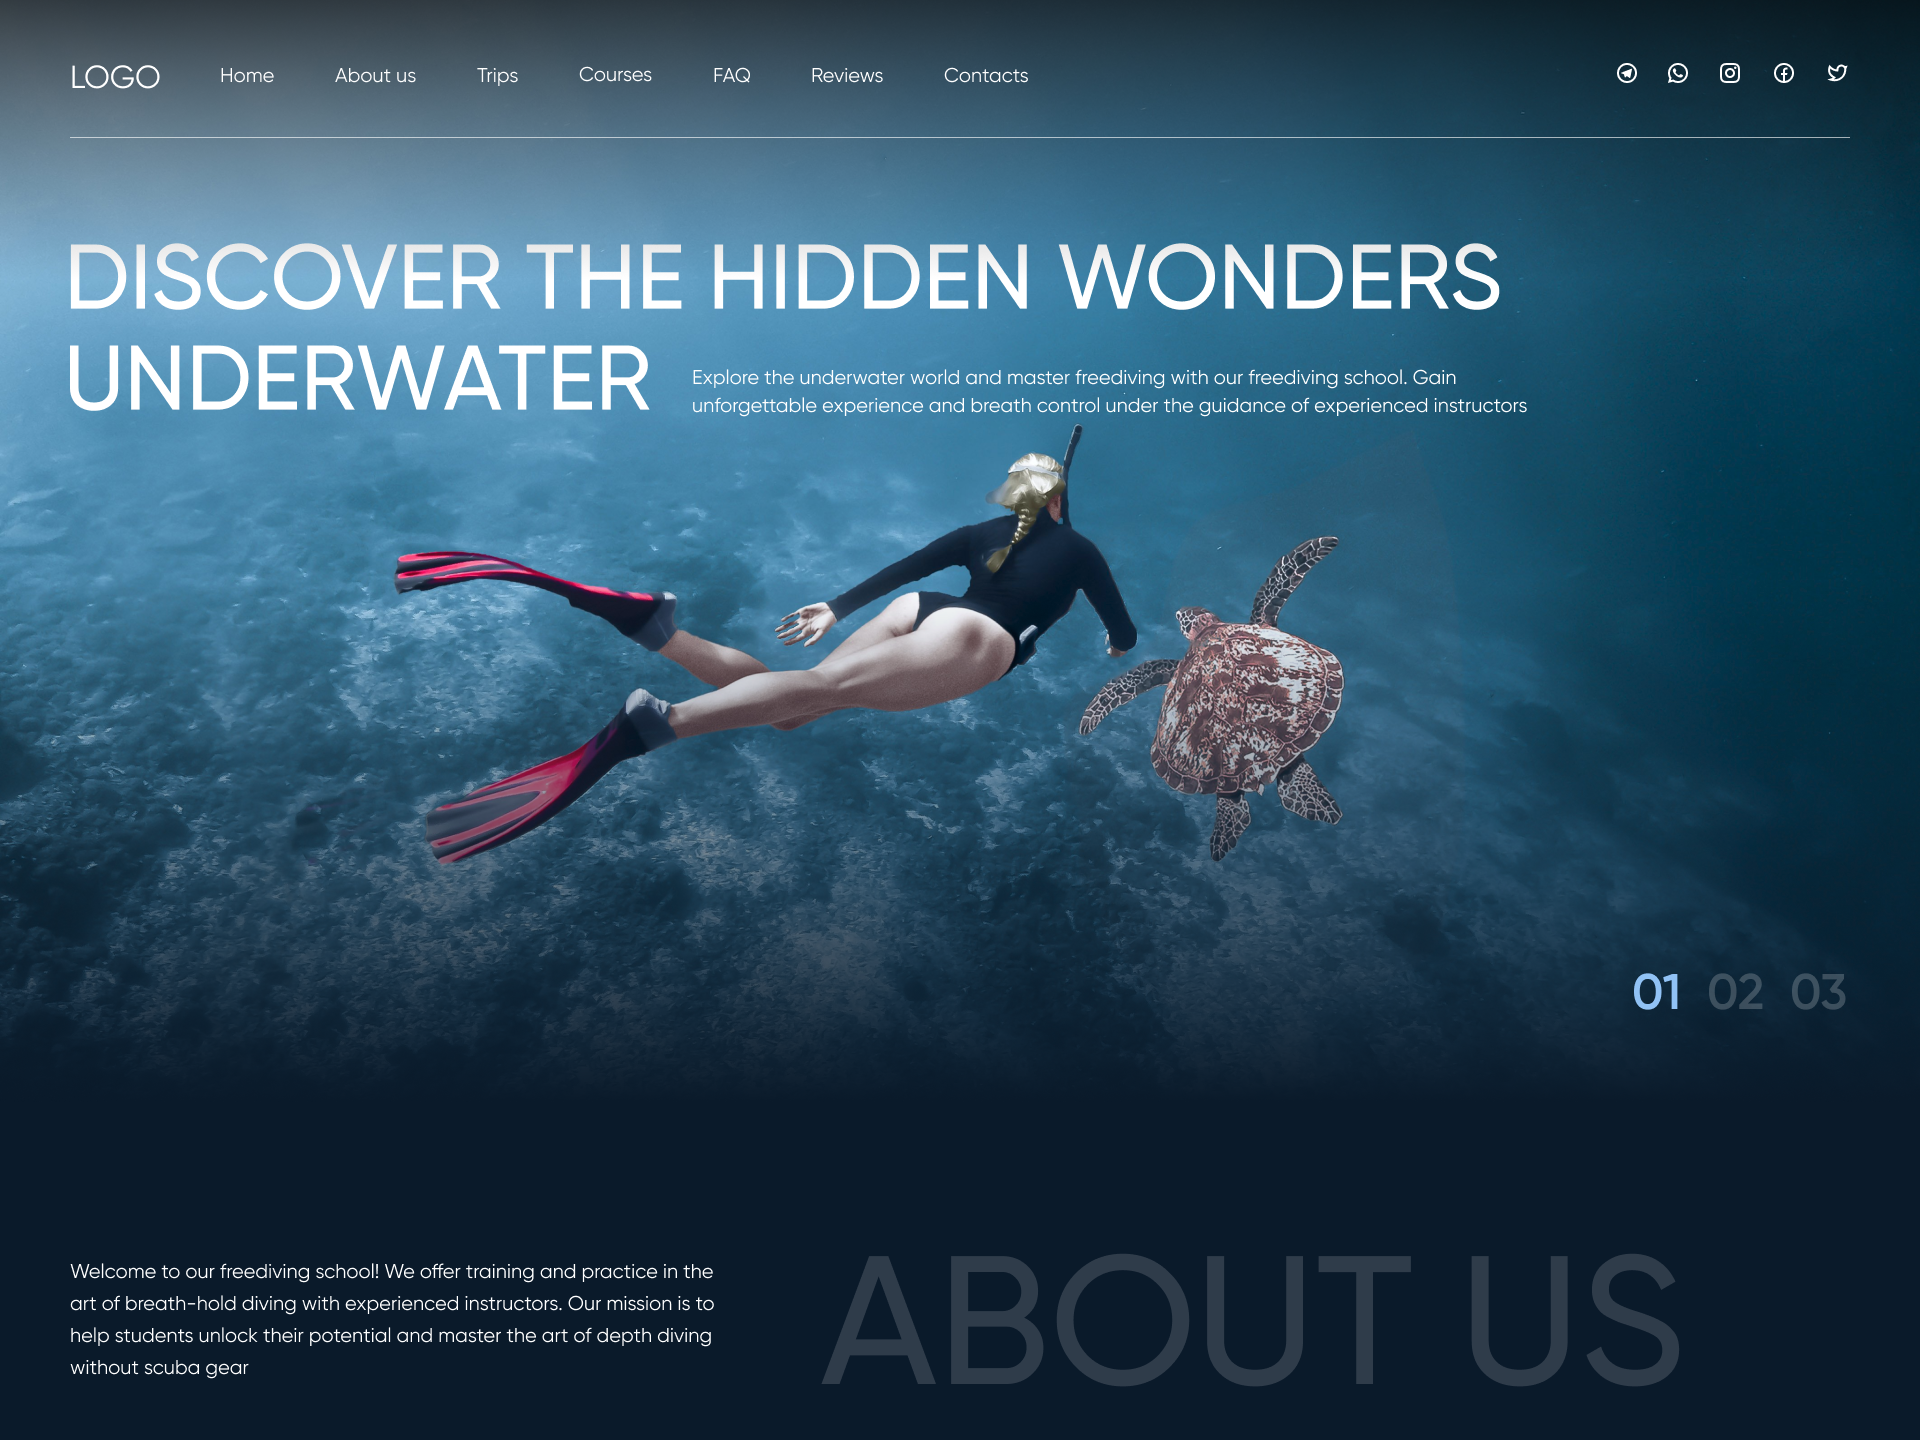 LOGO Home About us Trips Courses FAQ Reviews Contacts
DISCOVER THE HIDDEN WONDERS
UNDERWATER
Explore the underwater world and master freediving with our freediving school. Gain
unforgettable experience and breath control under the guidance of experienced instructors
01 02 03
Welcome to our freediving school! We offer training and practice in the
art of breath-hold diving with experienced instructors. Our mission is to
help students unlock their potential and master the art of depth diving
without scuba gear
ABOUT US